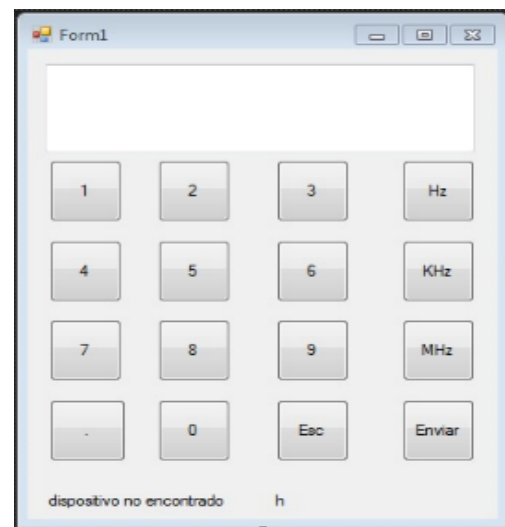 Form1
1 2 3 Hz
4 5 6 KHz
7 8 9 MHz
. 0 Esc Enviar
dispositivo no encontrado h